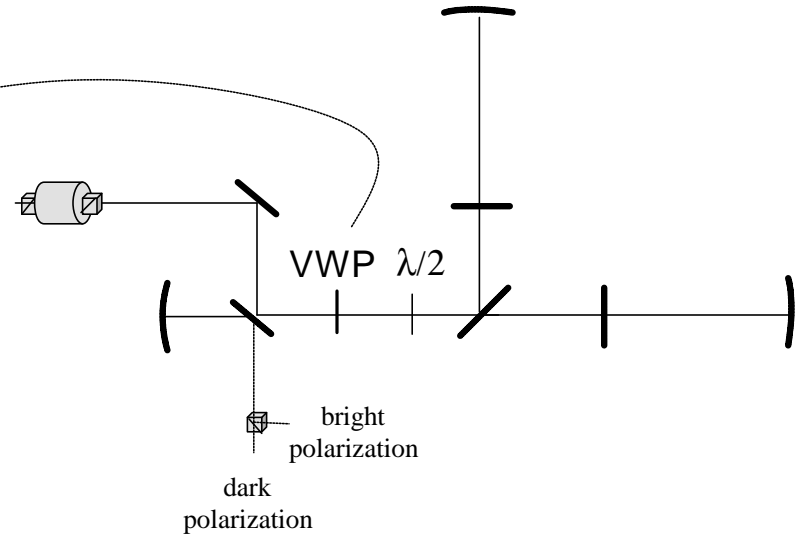 VWP
λ/2
bright
polarization
dark
polarization